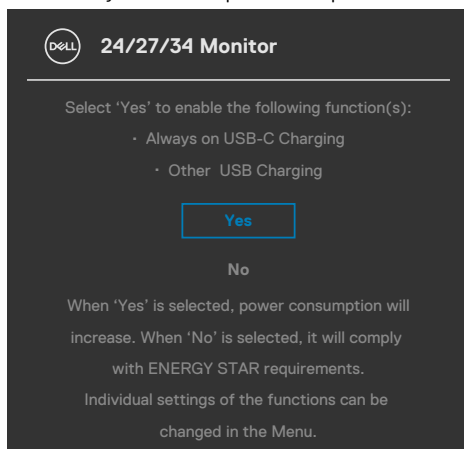 DELL
24/27/34 Monitor
Select ‘Yes’ to enable the following function(s):
· Always on USB-C Charging
· Other USB Charging
Yes
No
When ‘Yes’ is selected, power consumption will
increase. When ‘No’ is selected, it will comply
with ENERGY STAR requirements.
Individual settings of the functions can be
changed in the Menu.